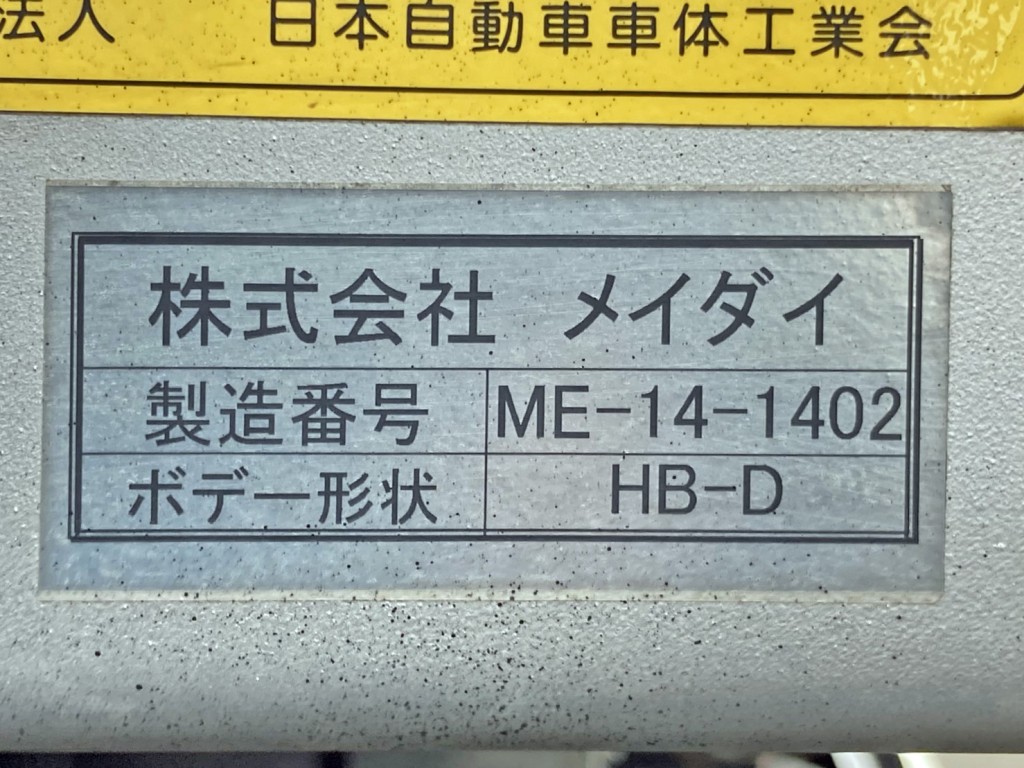 法人 日本自動車車体工業会
株式会社 メイダイ
製造番号 ME-14-1402
ボデー形状 HB-D